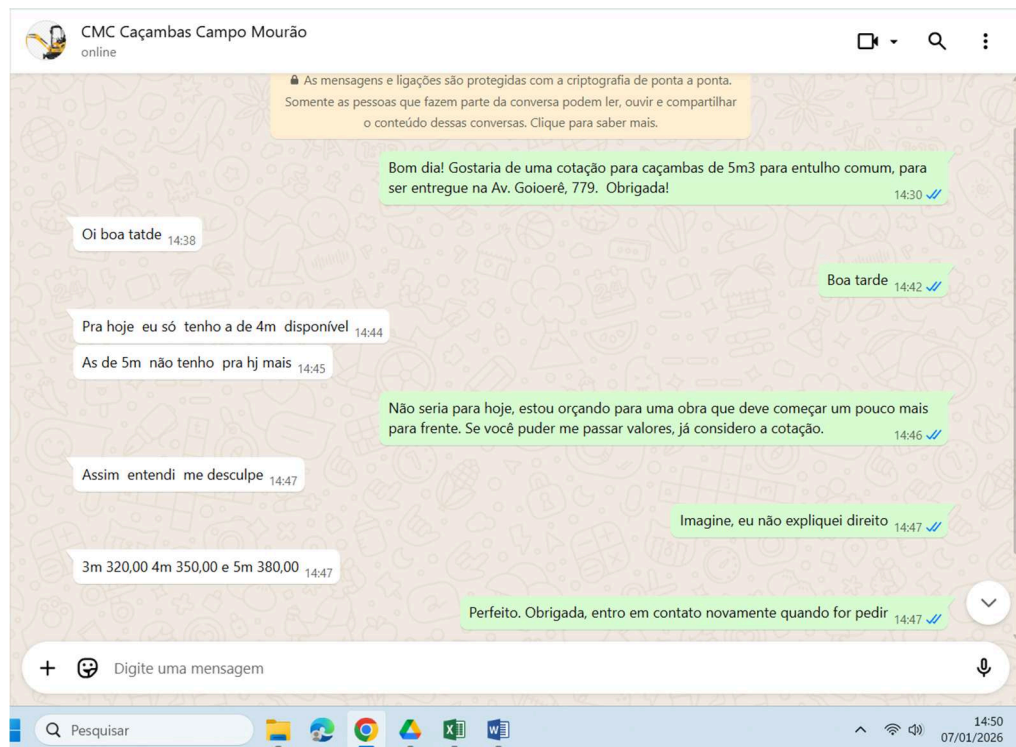 CMC Caçambas Campo Mourão
online
As mensagens e ligações são protegidas com a criptografia de ponta a ponta.
Somente as pessoas que fazem parte da conversa podem ler, ouvir e compartilhar
o conteúdo dessas conversas. Clique para saber mais.
Bom dia! Gostaria de uma cotação para caçambas de 5m3 para entulho comum, para
ser entregue na Av. Goioerê, 779.  Obrigada!
14:30
Oi boa tatde 14:38
Boa tarde 14:42
Pra hoje  eu só  tenho a de 4m  disponível 14:44
As de 5m  não tenho  pra hj mais 14:45
Não seria para hoje, estou orçando para uma obra que deve começar um pouco mais
para frente. Se você puder me passar valores, já considero a cotação.
14:46
Assim  entendi  me desculpe 14:47
Imagine, eu não expliquei direito 14:47
3m 320,00 4m 350,00 e 5m 380,00 14:47
Perfeito. Obrigada, entro em contato novamente quando for pedir 14:47
Digite uma mensagem
Pesquisar
14:50
07/01/2026